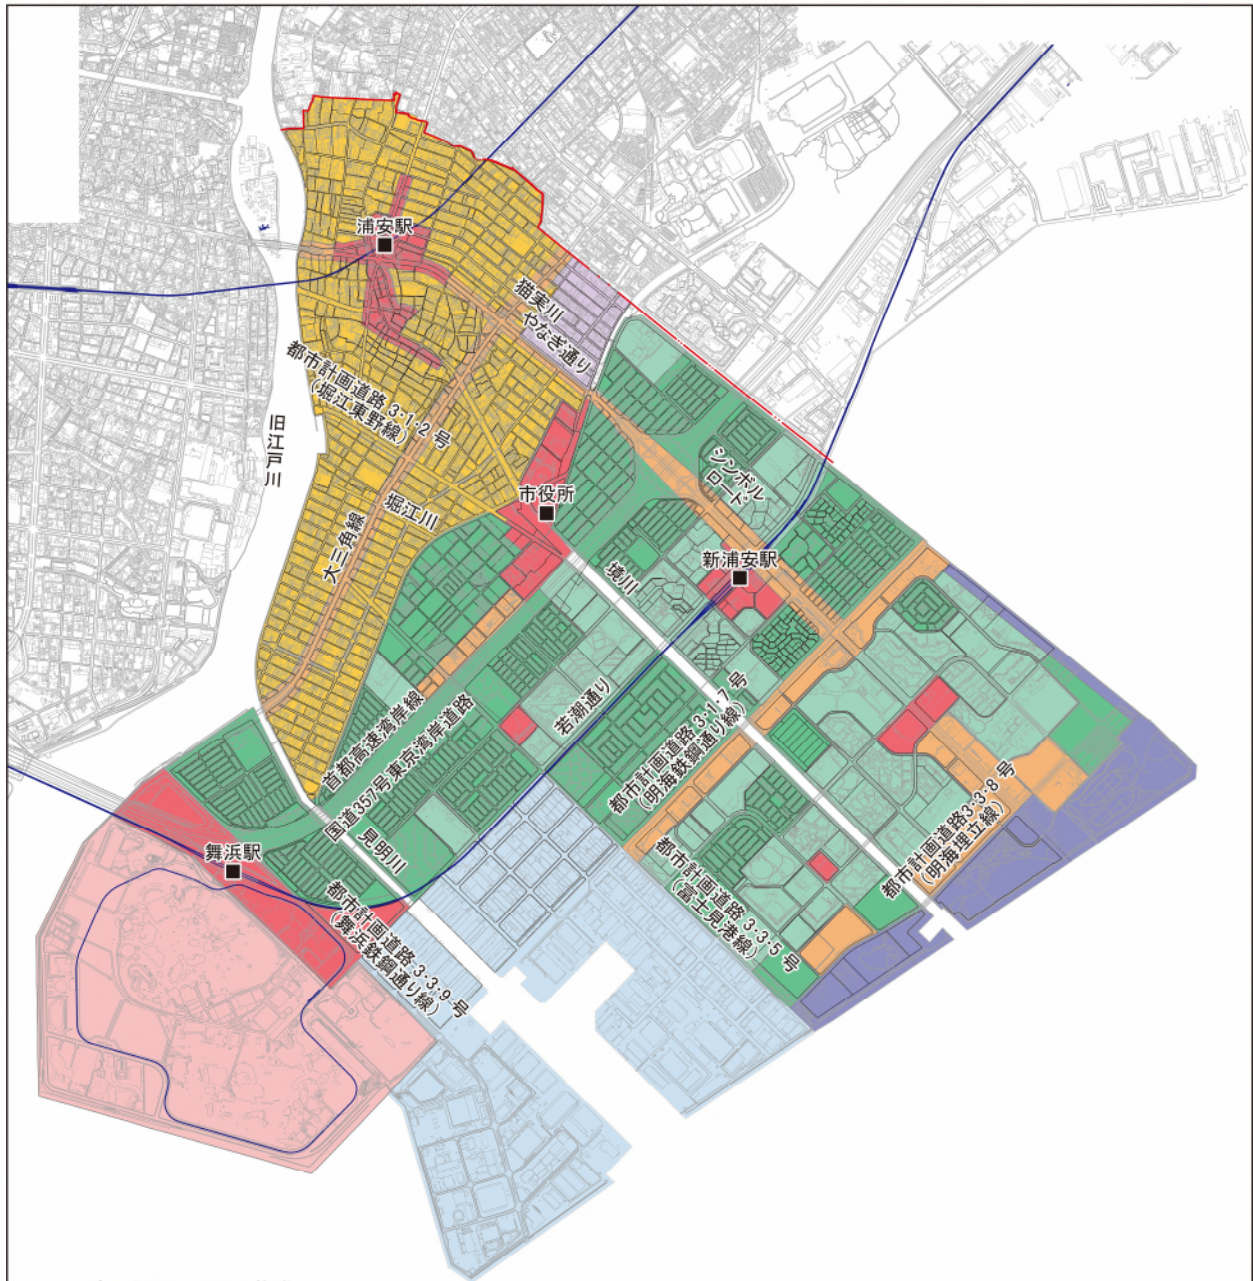 浦安駅
猫実川
やなぎ通り
都市計画道路 3・1・2 号
(堀江東野線)
旧江戸川
シンボル
ロード
市役所
堀江川
大三角線
新浦安駅
境川
首都高速湾岸線
国道357号東京湾岸道路
若潮通り
都市計画道路 3・1・7 号
(明海鉄鋼通り線)
見明川
舞浜駅
都市計画道路3・3・8 号
(明海埋立線)
都市計画道路 3・3・5 号
(富士見港線)
都市計画道路 3・3・9 号
(舞浜鉄鋼通り線)